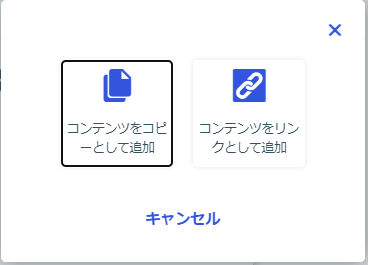 コンテンツをコピ
ーとして追加
コンテンツをリン
クとして追加
キャンセル